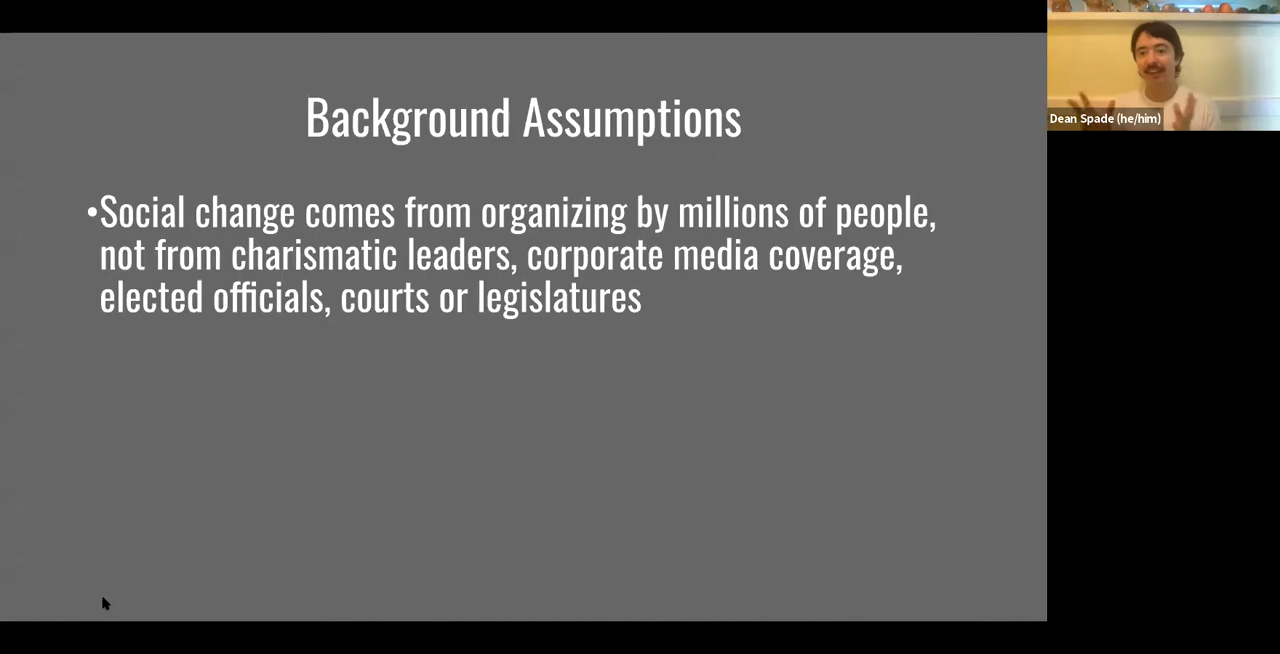 Background Assumptions
•Social change comes from organizing by millions of people,
not from charismatic leaders, corporate media coverage,
elected officials, courts or legislatures
Dean Spade (he/him)